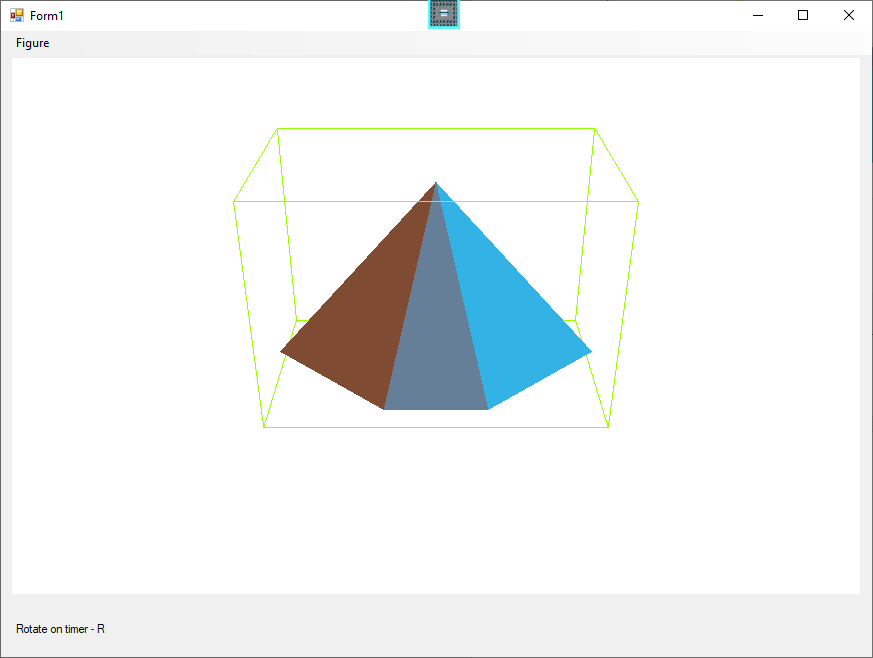 Form1
Figure
Rotate on timer - R